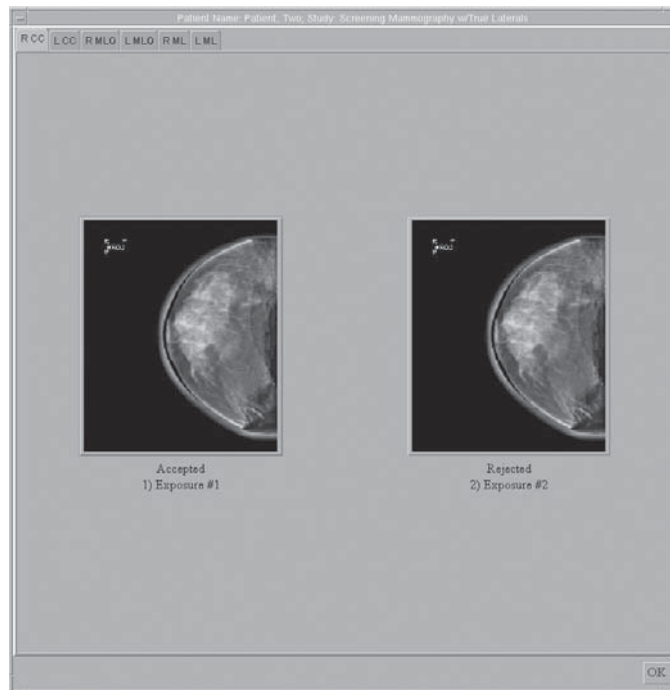 Patient Name: Patient, Two; Study: Screening Mammography w/True Laterals
R CC L CC R MLO L MLO R ML L ML
Accepted Rejected
1) Exposure #1 2) Exposure #2
OK